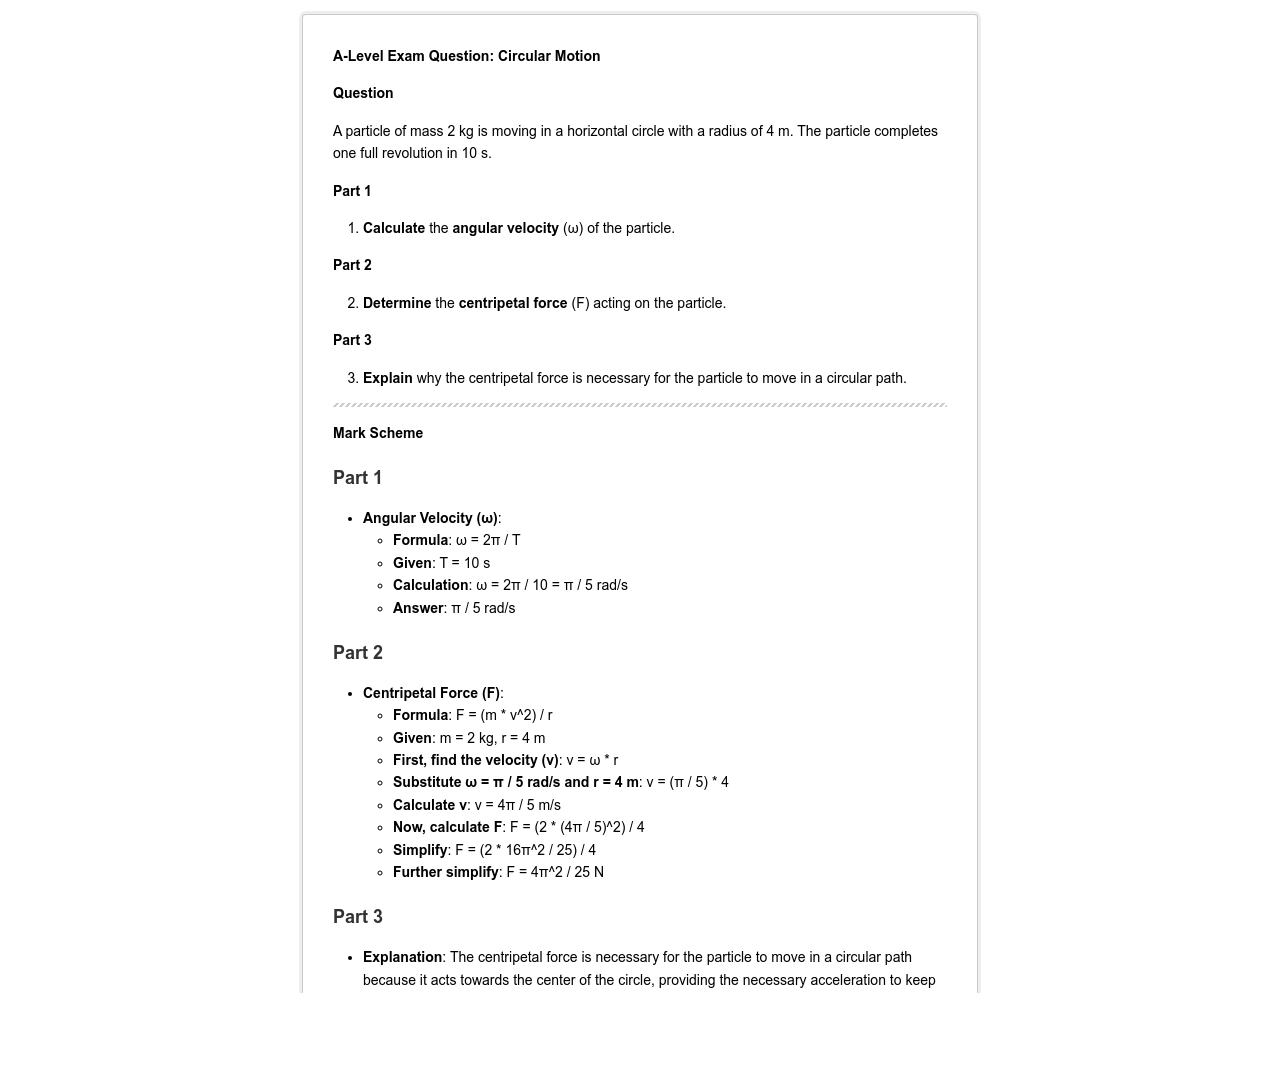 A-Level Exam Question: Circular Motion
Question
A particle of mass 2 kg is moving in a horizontal circle with a radius of 4 m. The particle completes
one full revolution in 10 s.
Part 1
1. Calculate the angular velocity (ω) of the particle.
Part 2
2. Determine the centripetal force (F) acting on the particle.
Part 3
3. Explain why the centripetal force is necessary for the particle to move in a circular path.
Mark Scheme
Part 1
• Angular Velocity (ω):
◦ Formula: ω = 2π / T
◦ Given: T = 10 s
◦ Calculation: ω = 2π / 10 = π / 5 rad/s
◦ Answer: π / 5 rad/s
Part 2
• Centripetal Force (F):
◦ Formula: F = (m * v^2) / r
◦ Given: m = 2 kg, r = 4 m
◦ First, find the velocity (v): v = ω * r
◦ Substitute ω = π / 5 rad/s and r = 4 m: v = (π / 5) * 4
◦ Calculate v: v = 4π / 5 m/s
◦ Now, calculate F: F = (2 * (4π / 5)^2) / 4
◦ Simplify: F = (2 * 16π^2 / 25) / 4
◦ Further simplify: F = 4π^2 / 25 N
Part 3
• Explanation: The centripetal force is necessary for the particle to move in a circular path
because it acts towards the center of the circle, providing the necessary acceleration to keep